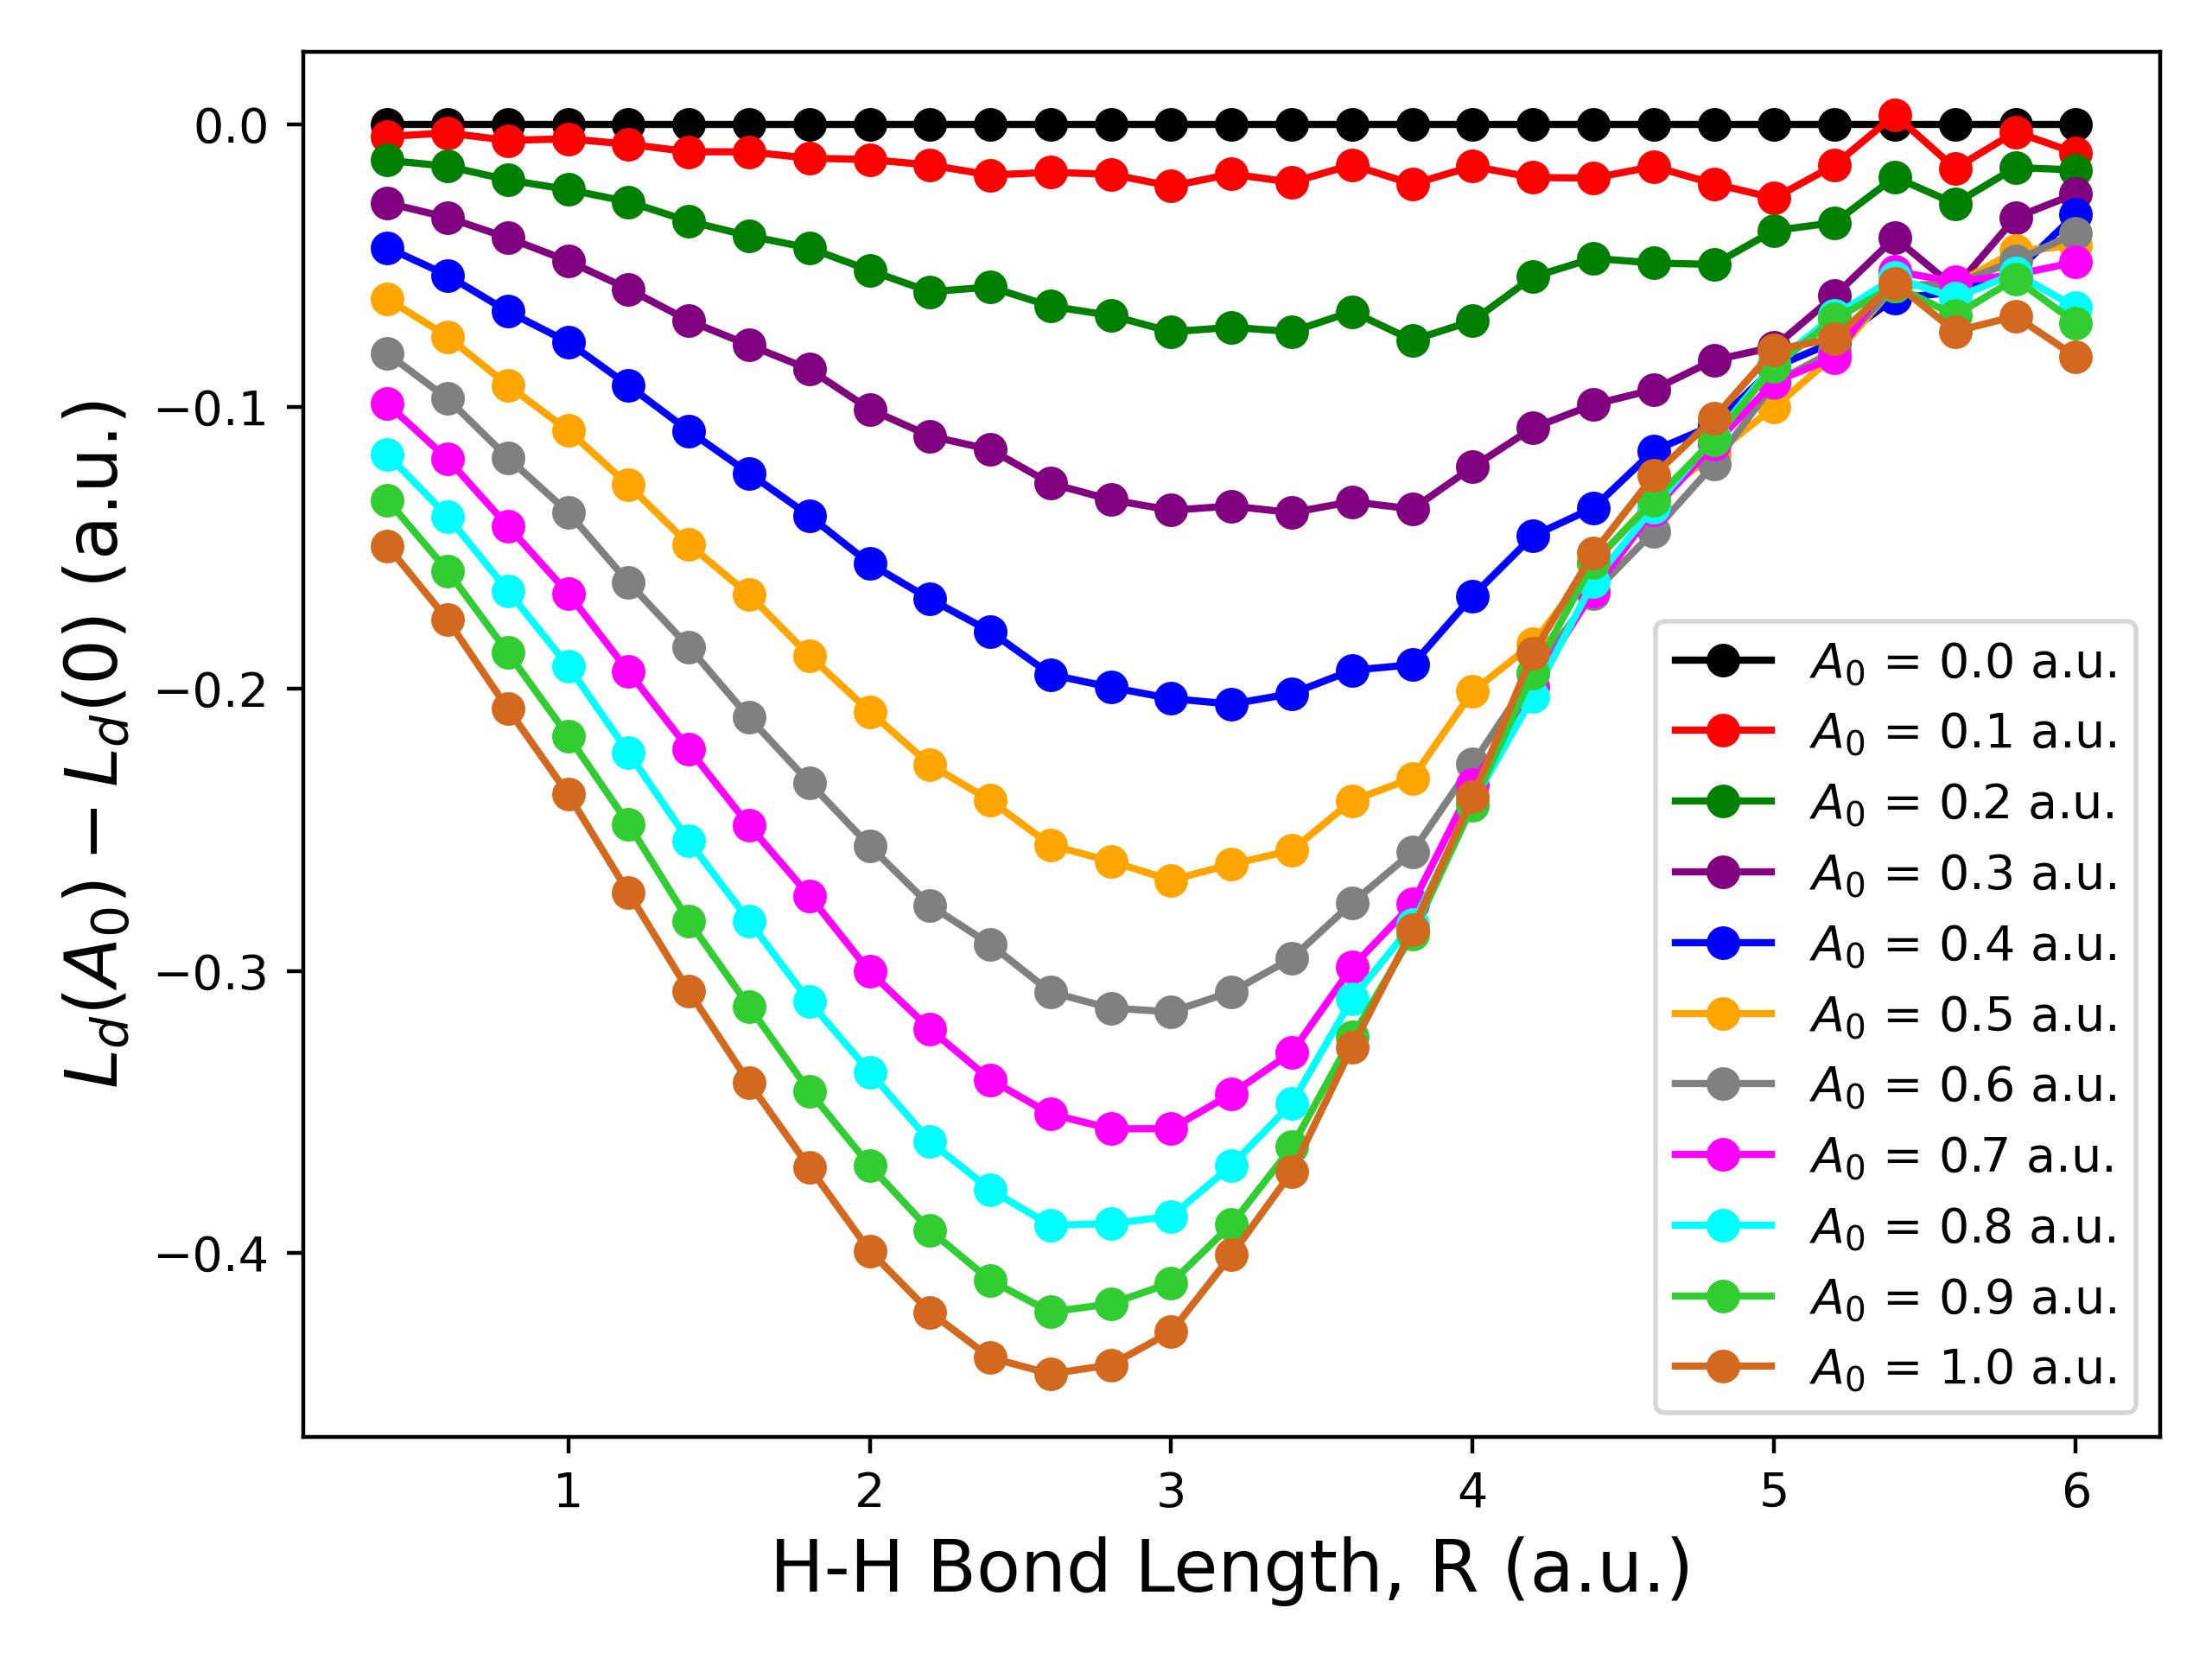 0.0
−0.1
−0.2
−0.3
−0.4
L_d(A_0) − L_d(0) (a.u.)
1 2 3 4 5 6
H-H Bond Length, R (a.u.)
A_0 = 0.0 a.u.
A_0 = 0.1 a.u.
A_0 = 0.2 a.u.
A_0 = 0.3 a.u.
A_0 = 0.4 a.u.
A_0 = 0.5 a.u.
A_0 = 0.6 a.u.
A_0 = 0.7 a.u.
A_0 = 0.8 a.u.
A_0 = 0.9 a.u.
A_0 = 1.0 a.u.